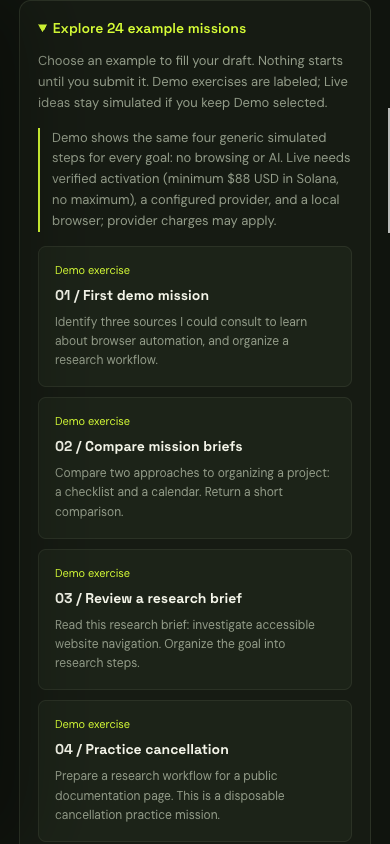 ▼ Explore 24 example missions
Choose an example to fill your draft. Nothing starts
until you submit it. Demo exercises are labeled; Live
ideas stay simulated if you keep Demo selected.
Demo shows the same four generic simulated
steps for every goal: no browsing or AI. Live needs
verified activation (minimum $88 USD in Solana,
no maximum), a configured provider, and a local
browser; provider charges may apply.
Demo exercise
01 / First demo mission
Identify three sources I could consult to learn
about browser automation, and organize a
research workflow.
Demo exercise
02 / Compare mission briefs
Compare two approaches to organizing a project:
a checklist and a calendar. Return a short
comparison.
Demo exercise
03 / Review a research brief
Read this research brief: investigate accessible
website navigation. Organize the goal into
research steps.
Demo exercise
04 / Practice cancellation
Prepare a research workflow for a public
documentation page. This is a disposable
cancellation practice mission.